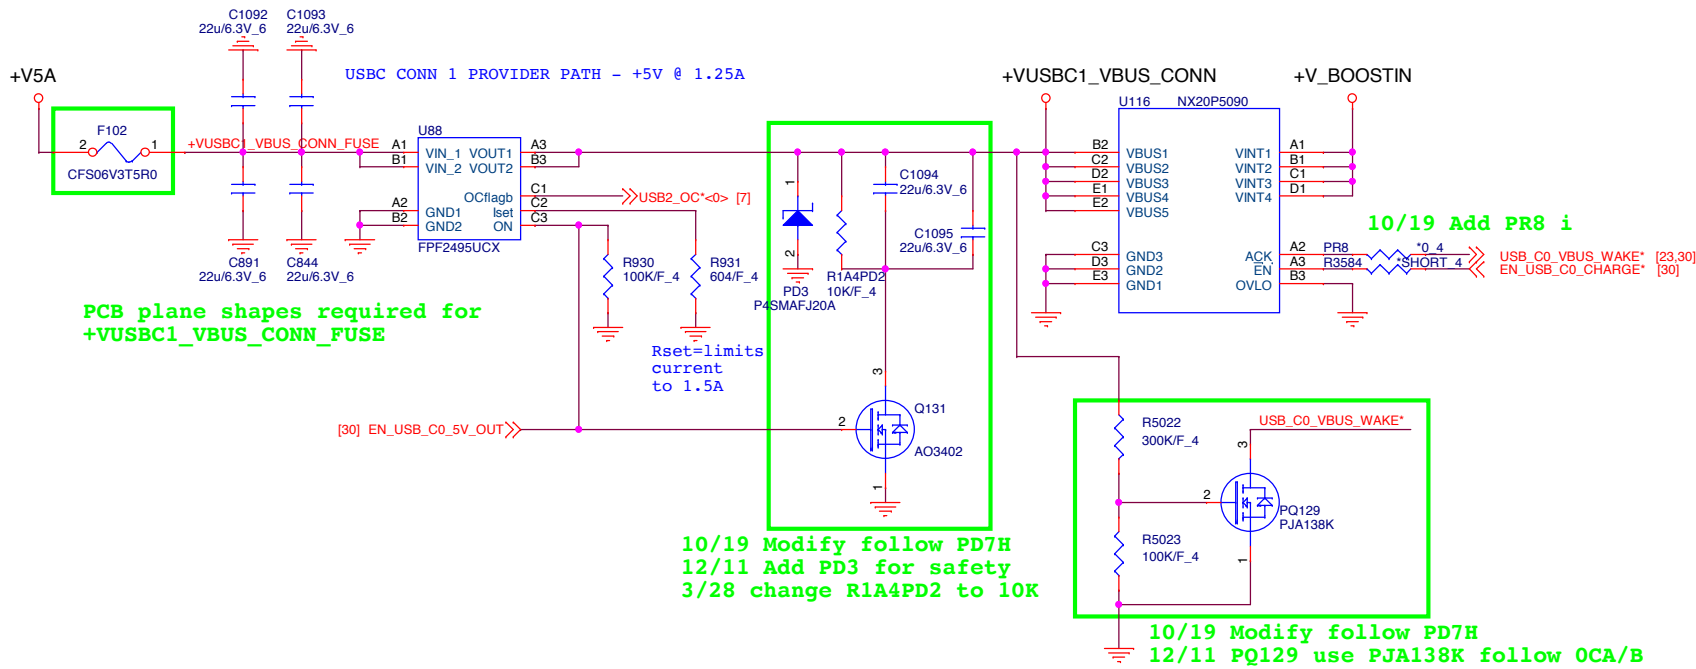 C1092
22u/6.3V_6
C1093
22u/6.3V_6
USBC CONN 1 PROVIDER PATH - +5V @ 1.25A
+V5A
F102
2
1
CFS06V3T5R0
+VUSBC1_VBUS_CONN_FUSE
C891
22u/6.3V_6
C844
22u/6.3V_6
PCB plane shapes required for
+VUSBC1_VBUS_CONN_FUSE
U88
A1 VIN_1 VOUT1 A3
B1 VIN_2 VOUT2 B3
OCflagb C1
A2 GND1 Iset C2
B2 GND2 ON C3
FPF2495UCX
USB2_OC*<0> [7]
R930
100K/F_4
R931
604/F_4
Rset=limits
current
to 1.5A
[30] EN_USB_C0_5V_OUT
1
2
PD3
P4SMAFJ20A
R1A4PD2
10K/F_4
C1094
22u/6.3V_6
C1095
22u/6.3V_6
3
2
1
Q131
AO3402
10/19 Modify follow PD7H
12/11 Add PD3 for safety
3/28 change R1A4PD2 to 10K
+VUSBC1_VBUS_CONN
+V_BOOSTIN
U116
NX20P5090
B2 VBUS1 VINT1 A1
C2 VBUS2 VINT2 B1
D2 VBUS3 VINT3 C1
E1 VBUS4 VINT4 D1
E2 VBUS5
C3 GND3 ACK A2
D3 GND2 EN A3
E3 GND1 OVLO B3
10/19 Add PR8 i
PR8 *0_4 USB_C0_VBUS_WAKE* [23,30]
R3584 *SHORT_4 EN_USB_C0_CHARGE* [30]
R5022
300K/F_4
R5023
100K/F_4
USB_C0_VBUS_WAKE*
3
2
1
PQ129
PJA138K
10/19 Modify follow PD7H
12/11 PQ129 use PJA138K follow OCA/B